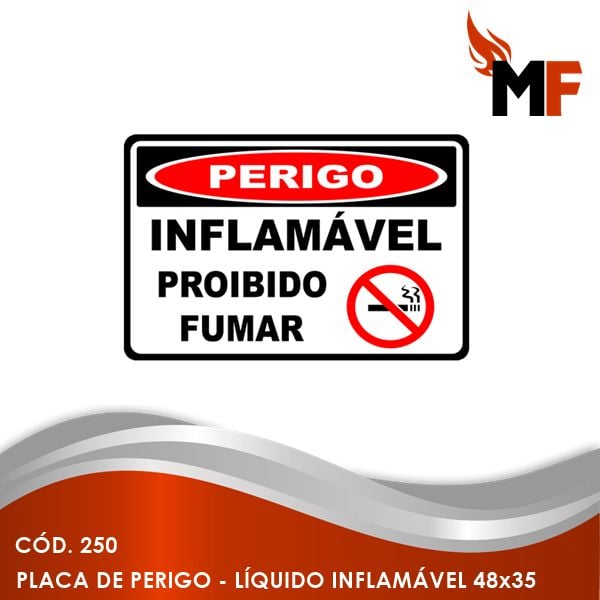 MF
PERIGO
INFLAMÁVEL
PROIBIDO
FUMAR
CÓD. 250
PLACA DE PERIGO - LÍQUIDO INFLAMÁVEL 48x35